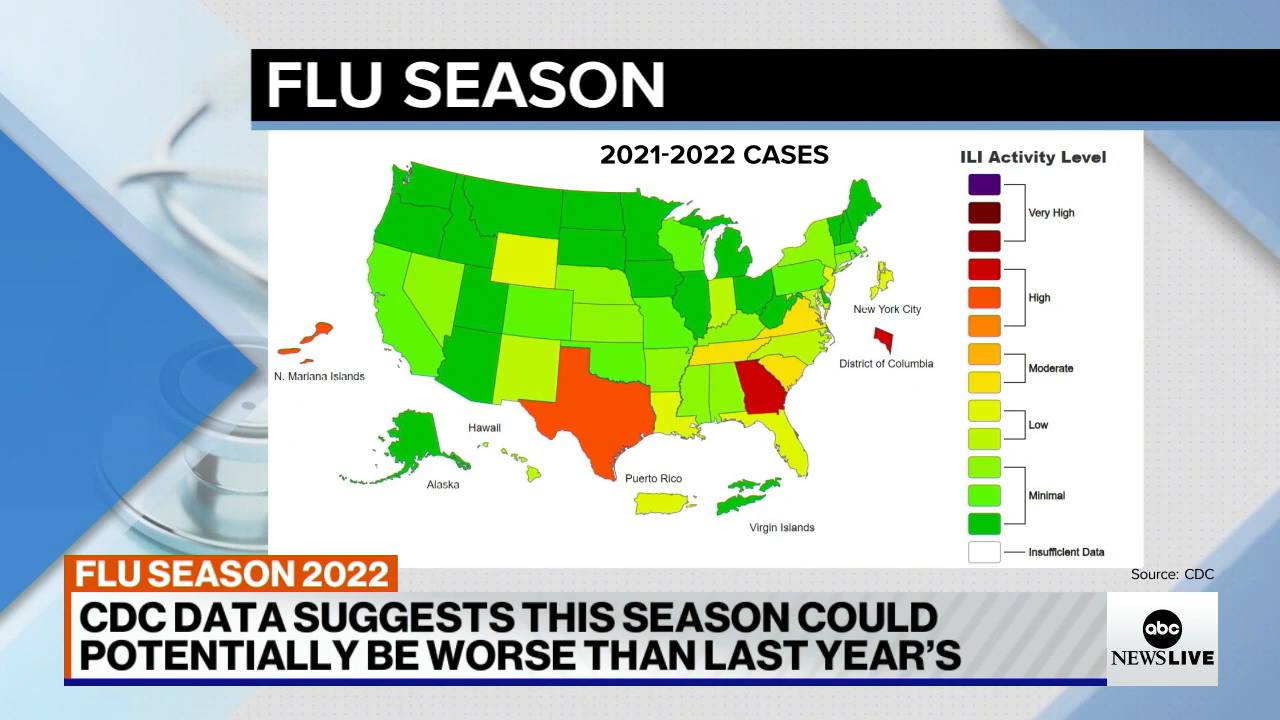 FLU SEASON
2021-2022 CASES
ILI Activity Level
Very High
High
Moderate
Low
Minimal
Insufficient Data
New York City
District of Columbia
N. Mariana Islands
Hawaii
Alaska
Puerto Rico
Virgin Islands
Source: CDC
FLU SEASON 2022
CDC DATA SUGGESTS THIS SEASON COULD
POTENTIALLY BE WORSE THAN LAST YEAR'S
abc
NEWS LIVE